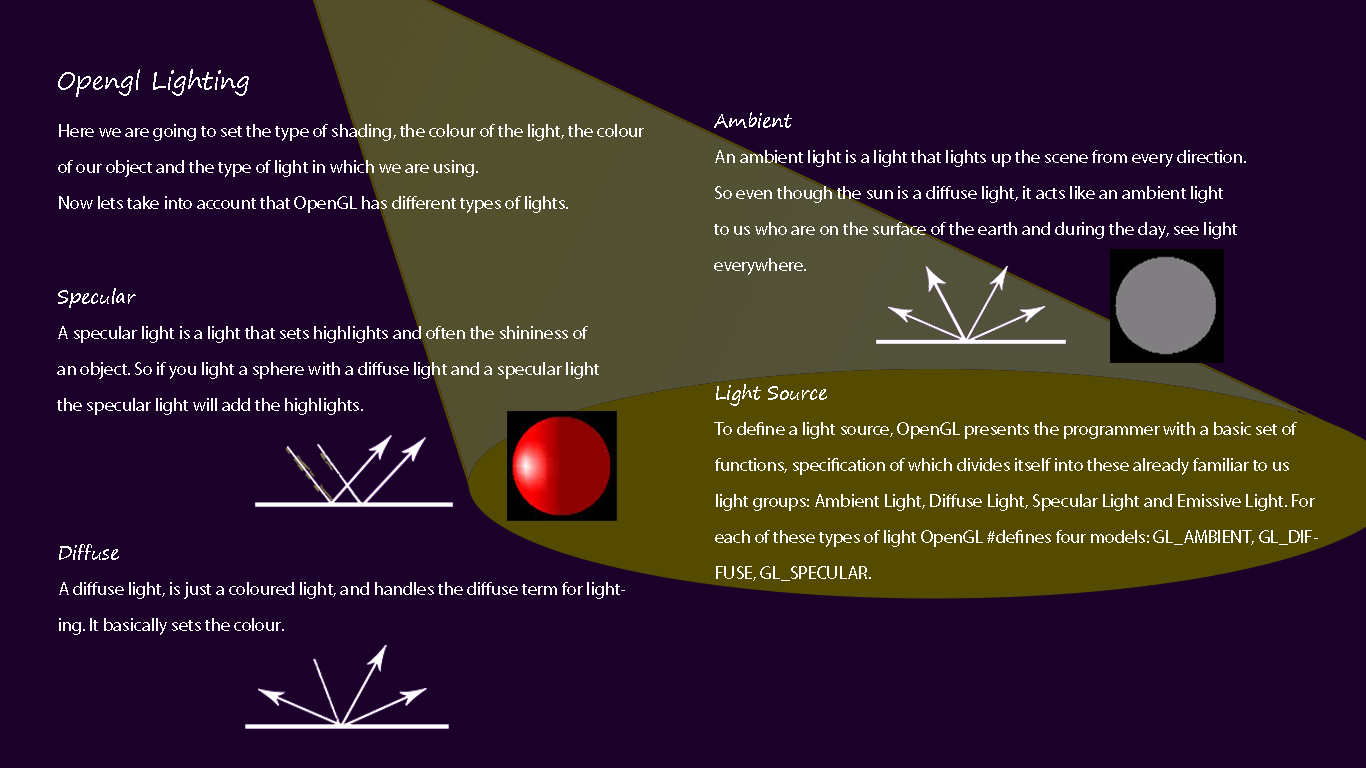 Opengl Lighting
Here we are going to set the type of shading, the colour of the light, the colour
of our object and the type of light in which we are using.
Now lets take into account that OpenGL has different types of lights.
Specular
A specular light is a light that sets highlights and often the shininess of
an object. So if you light a sphere with a diffuse light and a specular light
the specular light will add the highlights.
Diffuse
A diffuse light, is just a coloured light, and handles the diffuse term for light-
ing. It basically sets the colour.
Ambient
An ambient light is a light that lights up the scene from every direction.
So even though the sun is a diffuse light, it acts like an ambient light
to us who are on the surface of the earth and during the day, see light
everywhere.
Light Source
To define a light source, OpenGL presents the programmer with a basic set of
functions, specification of which divides itself into these already familiar to us
light groups: Ambient Light, Diffuse Light, Specular Light and Emissive Light. For
each of these types of light OpenGL #defines four models: GL_AMBIENT, GL_DIF-
FUSE, GL_SPECULAR.